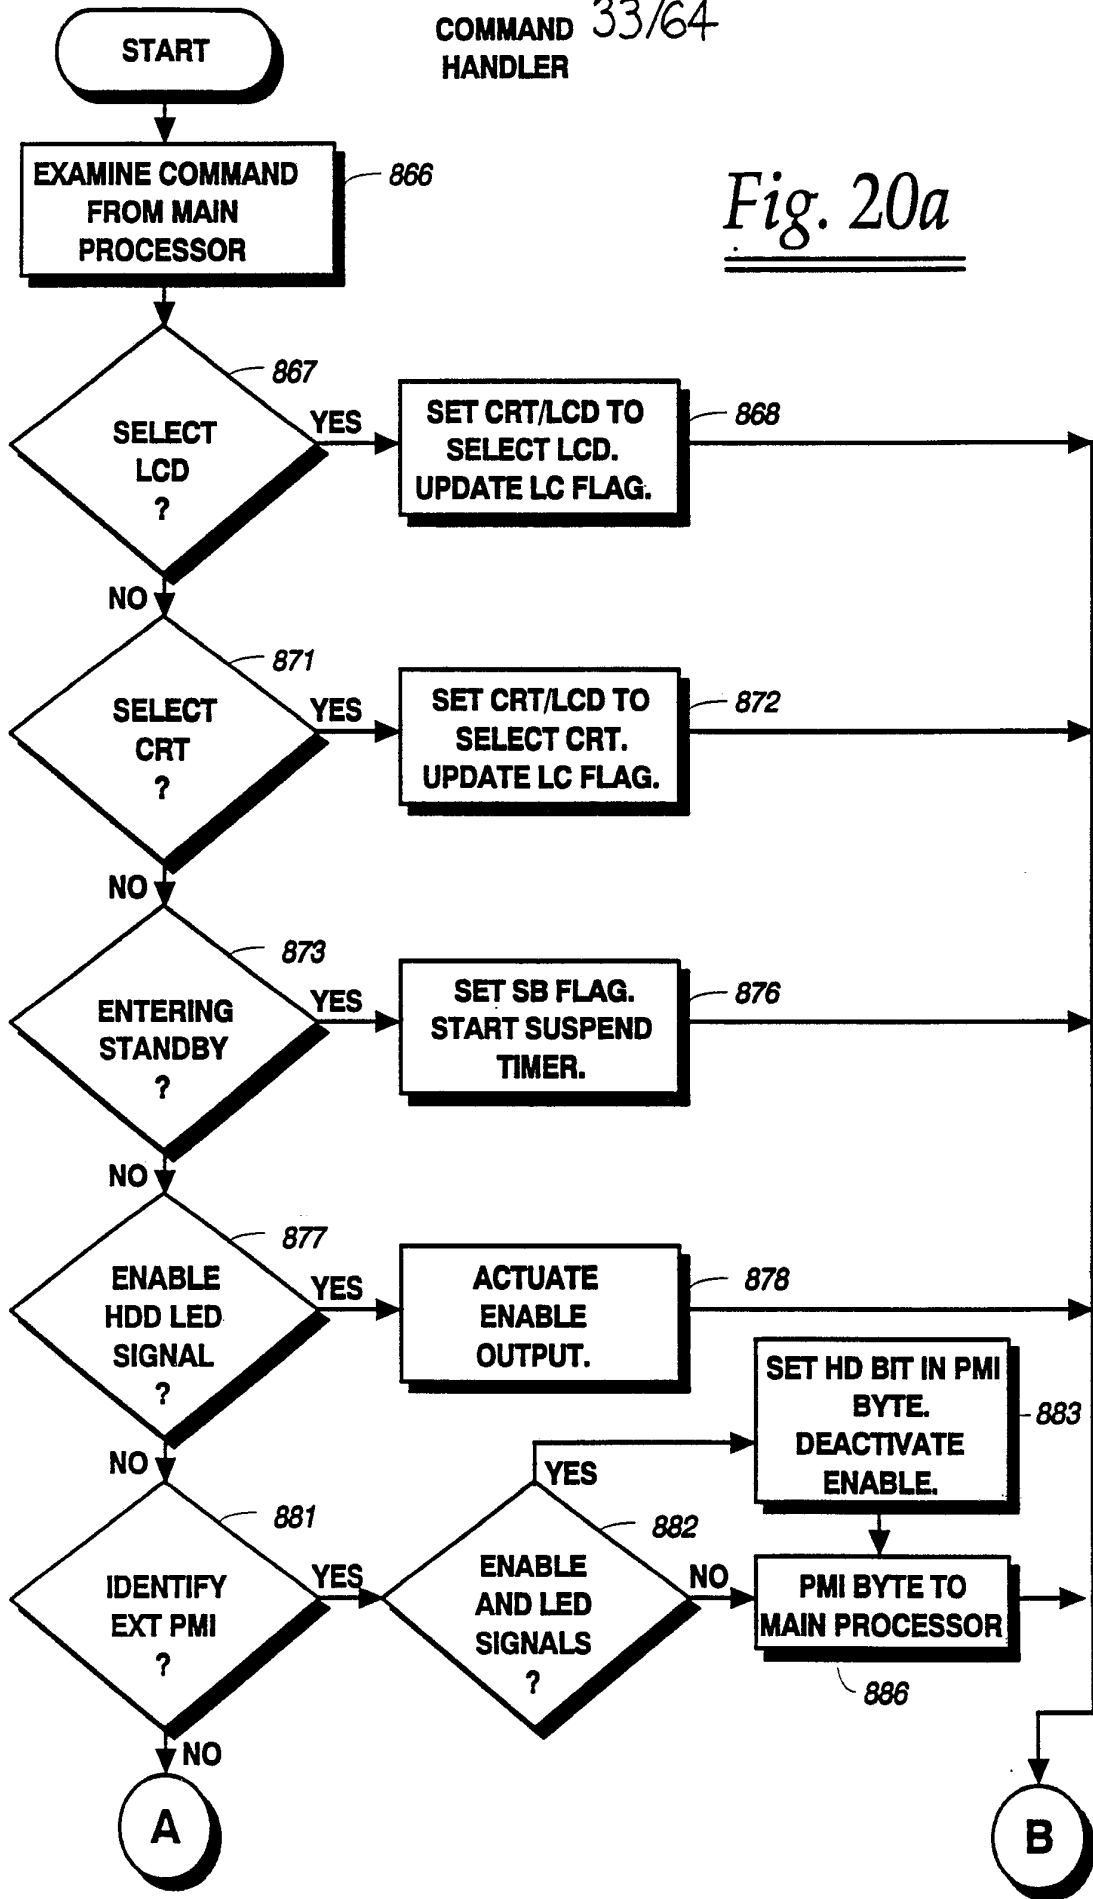 COMMAND 33/64
HANDLER
START
EXAMINE COMMAND
FROM MAIN
PROCESSOR
866
Fig. 20a
867
SELECT
LCD
?
YES
SET CRT/LCD TO
SELECT LCD.
UPDATE LC FLAG.
868
NO
871
SELECT
CRT
?
YES
SET CRT/LCD TO
SELECT CRT.
UPDATE LC FLAG.
872
NO
873
ENTERING
STANDBY
?
YES
SET SB FLAG.
START SUSPEND
TIMER.
876
NO
877
ENABLE
HDD LED
SIGNAL
?
YES
ACTUATE
ENABLE
OUTPUT.
878
NO
881
IDENTIFY
EXT PMI
?
YES
882
ENABLE
AND LED
SIGNALS
?
YES
SET HD BIT IN PMI
BYTE.
DEACTIVATE
ENABLE.
883
NO
PMI BYTE TO
MAIN PROCESSOR
886
NO
A
B